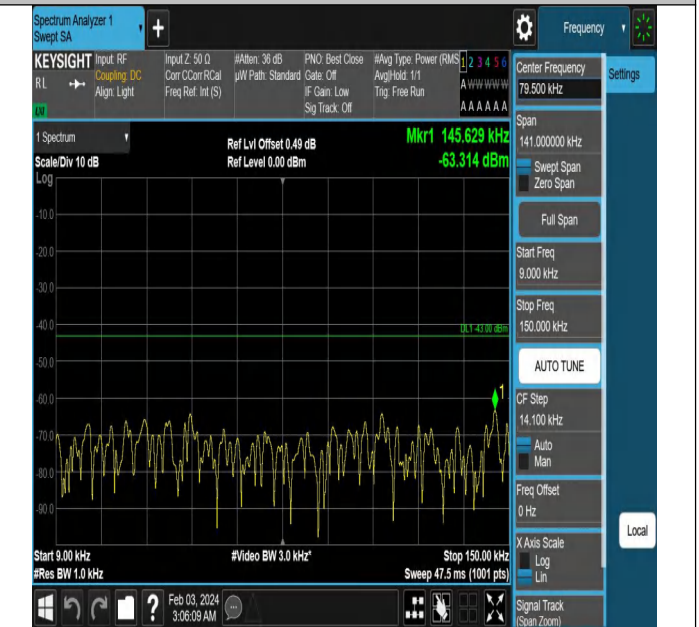 Spectrum Analyzer 1
Swept SA
+
Frequency
KEYSIGHT
RL
Input: RF
Coupling: DC
Align: Light
Input Z: 50 Ω
Corr CCorr RCal
Freq Ref: Int (S)
#Atten: 36 dB
µW Path: Standard
PNO: Best Close
Gate: Off
IF Gain: Low
Sig Track: Off
#Avg Type: Power (RMS
Avg|Hold: 1/1
Trig: Free Run
1 2 3 4 5 6
A W W W W W
A A A A A A
1 Spectrum
Scale/Div 10 dB
Log
Ref Lvl Offset 0.49 dB
Ref Level 0.00 dBm
Mkr1 145.629 kHz
-63.314 dBm
-10.0
-20.0
-30.0
-40.0
DL1 -43.00 dBm
-50.0
-60.0
1
-70.0
-80.0
-90.0
Start 9.00 kHz
#Res BW 1.0 kHz
#Video BW 3.0 kHz*
Stop 150.00 kHz
Sweep 47.5 ms (1001 pts)
Feb 03, 2024
3:06:09 AM
?
Center Frequency
79.500 kHz
Settings
Span
141.000000 kHz
Swept Span
Zero Span
Full Span
Start Freq
9.000 kHz
Stop Freq
150.000 kHz
AUTO TUNE
CF Step
14.100 kHz
Auto
Man
Freq Offset
0 Hz
X Axis Scale
Log
Lin
Local
Signal Track
(Span Zoom)